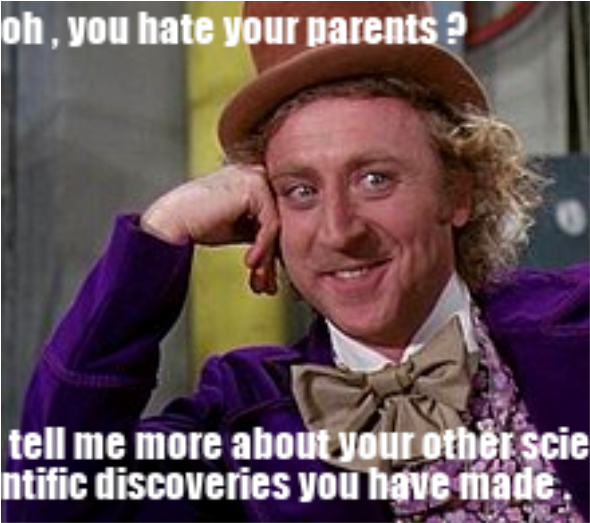 oh , you hate your parents ?
tell me more about your other scie
ntific discoveries you have made .